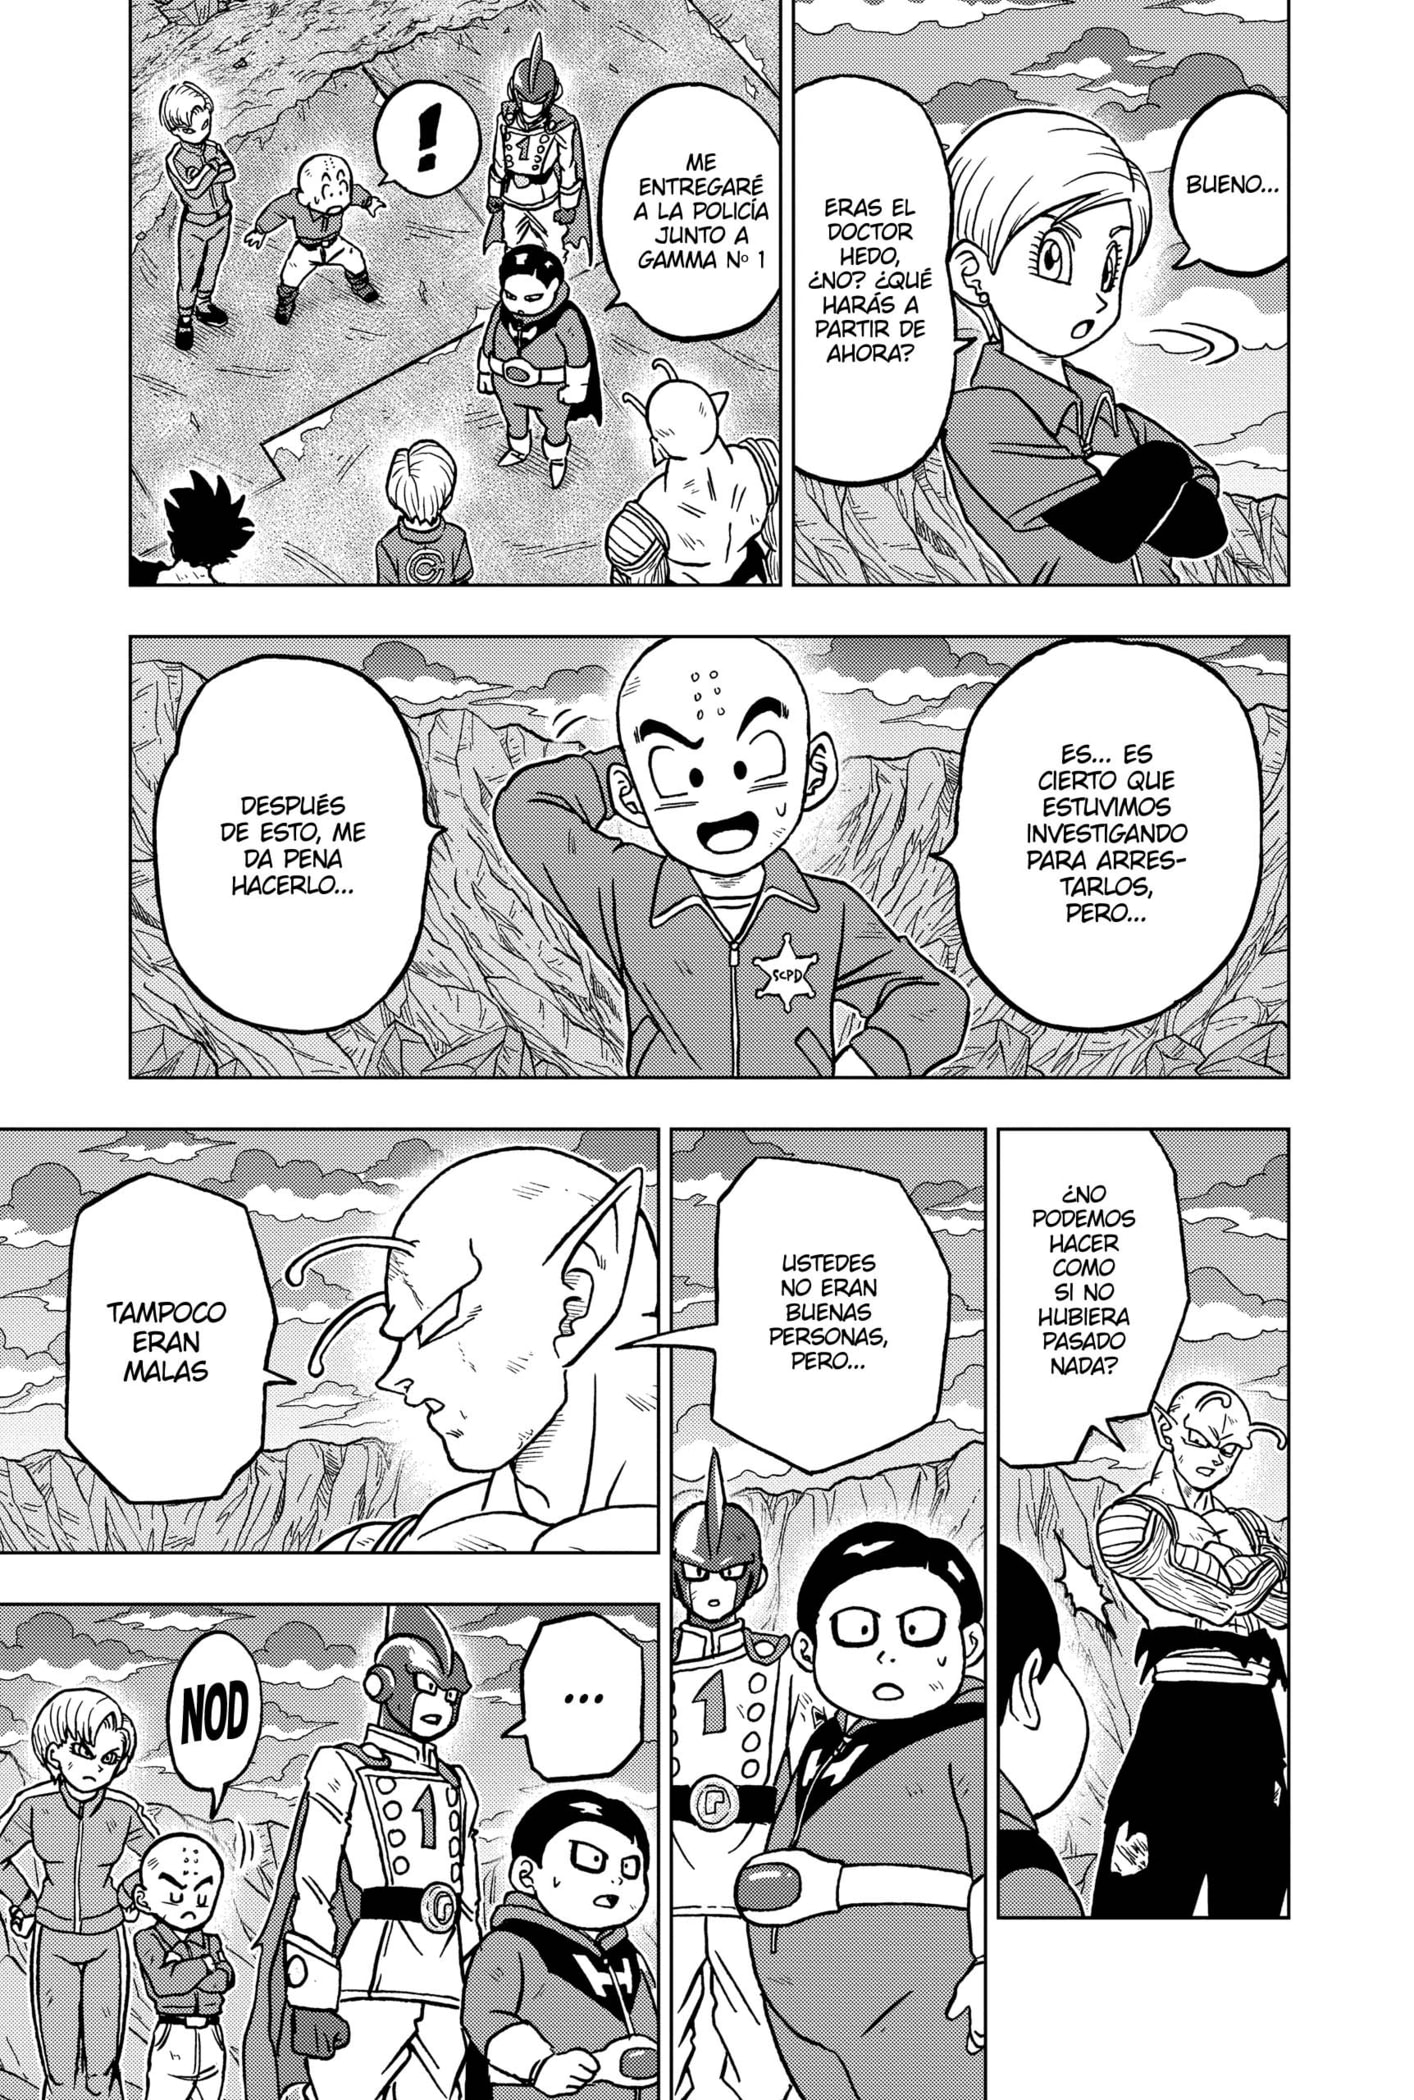 BUENO...
ERAS EL
DOCTOR
HEDO,
¿NO? ¿QUÉ
HARÁS A
PARTIR DE
AHORA?
ME
ENTREGARÉ
A LA POLICÍA
JUNTO A
GAMMA Nº 1
!
1
ES... ES
CIERTO QUE
ESTUVIMOS
INVESTIGANDO
PARA ARRES-
TARLOS,
PERO...
DESPUÉS
DE ESTO, ME
DA PENA
HACERLO...
SCPD
¿NO
PODEMOS
HACER
COMO
SI NO
HUBIERA
PASADO
NADA?
USTEDES
NO ERAN
BUENAS
PERSONAS,
PERO...
1
TAMPOCO
ERAN
MALAS
...
NOD
1
H